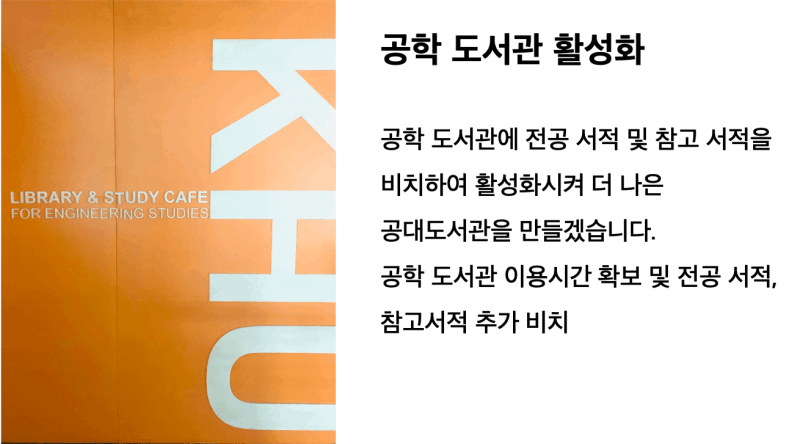 KHU
LIBRARY & STUDY CAFE
FOR ENGINEERING STUDIES
공학 도서관 활성화
공학 도서관에 전공 서적 및 참고 서적을
비치하여 활성화시켜 더 나은
공대도서관을 만들겠습니다.
공학 도서관 이용시간 확보 및 전공 서적,
참고서적 추가 비치